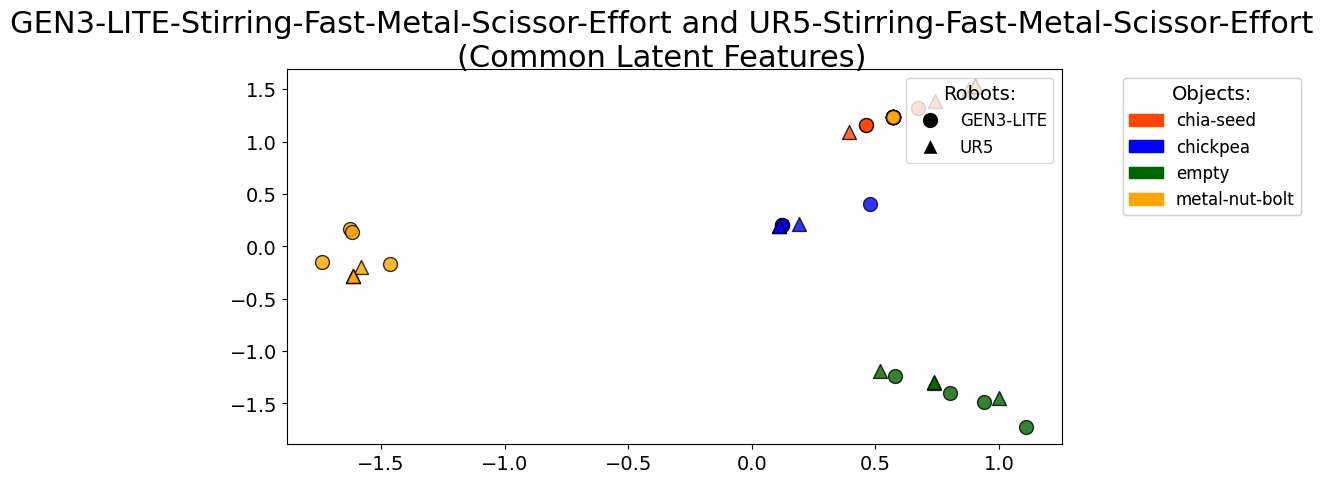 GEN3-LITE-Stirring-Fast-Metal-Scissor-Effort and UR5-Stirring-Fast-Metal-Scissor-Effort
(Common Latent Features)
1.5
1.0
0.5
0.0
−0.5
−1.0
−1.5
−1.5
−1.0
−0.5
0.0
0.5
1.0
Robots:
GEN3-LITE
UR5
Objects:
chia-seed
chickpea
empty
metal-nut-bolt